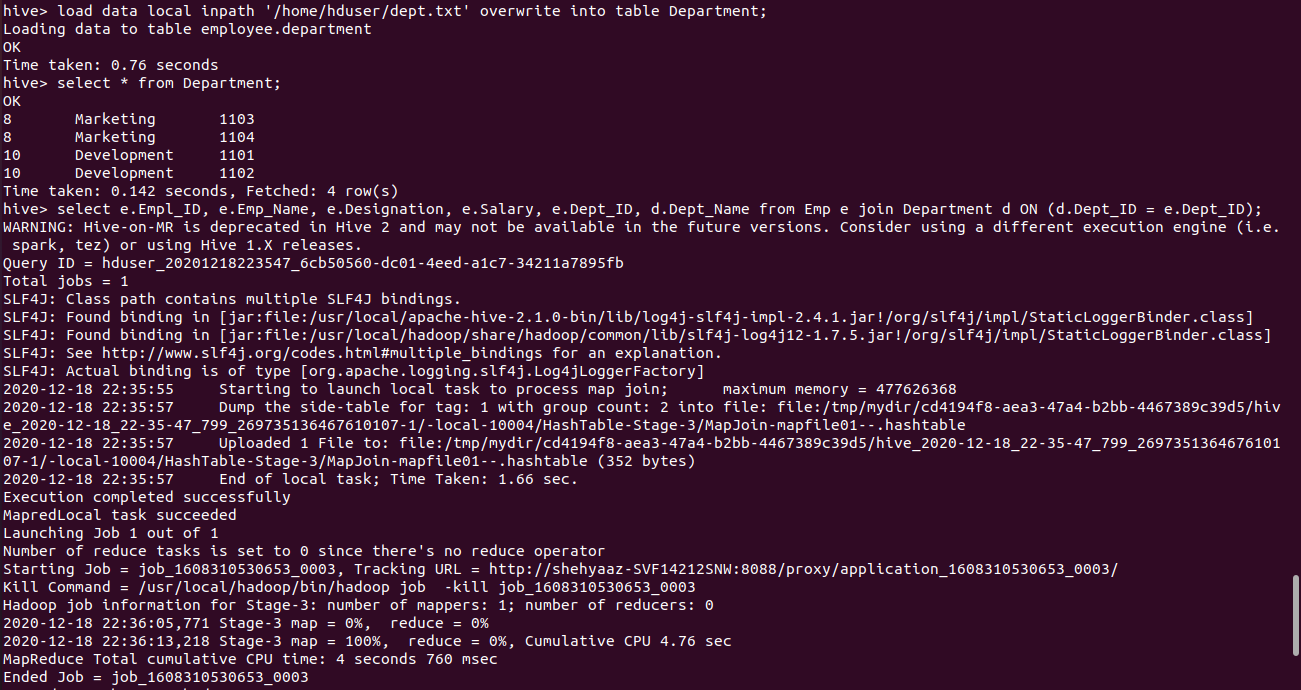 hive> load data local inpath '/home/hduser/dept.txt' overwrite into table Department;
Loading data to table employee.department
OK
Time taken: 0.76 seconds
hive> select * from Department;
OK
8       Marketing       1103
8       Marketing       1104
10      Development     1101
10      Development     1102
Time taken: 0.142 seconds, Fetched: 4 row(s)
hive> select e.Empl_ID, e.Emp_Name, e.Designation, e.Salary, e.Dept_ID, d.Dept_Name from Emp e join Department d ON (d.Dept_ID = e.Dept_ID);
WARNING: Hive-on-MR is deprecated in Hive 2 and may not be available in the future versions. Consider using a different execution engine (i.e.
 spark, tez) or using Hive 1.X releases.
Query ID = hduser_20201218223547_6cb50560-dc01-4eed-a1c7-34211a7895fb
Total jobs = 1
SLF4J: Class path contains multiple SLF4J bindings.
SLF4J: Found binding in [jar:file:/usr/local/apache-hive-2.1.0-bin/lib/log4j-slf4j-impl-2.4.1.jar!/org/slf4j/impl/StaticLoggerBinder.class]
SLF4J: Found binding in [jar:file:/usr/local/hadoop/share/hadoop/common/lib/slf4j-log4j12-1.7.5.jar!/org/slf4j/impl/StaticLoggerBinder.class]
SLF4J: See http://www.slf4j.org/codes.html#multiple_bindings for an explanation.
SLF4J: Actual binding is of type [org.apache.logging.slf4j.Log4jLoggerFactory]
2020-12-18 22:35:55     Starting to launch local task to process map join;      maximum memory = 477626368
2020-12-18 22:35:57     Dump the side-table for tag: 1 with group count: 2 into file: file:/tmp/mydir/cd4194f8-aea3-47a4-b2bb-4467389c39d5/hiv
e_2020-12-18_22-35-47_799_269735136467610107-1/-local-10004/HashTable-Stage-3/MapJoin-mapfile01--.hashtable
2020-12-18 22:35:57     Uploaded 1 File to: file:/tmp/mydir/cd4194f8-aea3-47a4-b2bb-4467389c39d5/hive_2020-12-18_22-35-47_799_2697351364676101
07-1/-local-10004/HashTable-Stage-3/MapJoin-mapfile01--.hashtable (352 bytes)
2020-12-18 22:35:57     End of local task; Time Taken: 1.66 sec.
Execution completed successfully
MapredLocal task succeeded
Launching Job 1 out of 1
Number of reduce tasks is set to 0 since there's no reduce operator
Starting Job = job_1608310530653_0003, Tracking URL = http://shehyaaz-SVF14212SNW:8088/proxy/application_1608310530653_0003/
Kill Command = /usr/local/hadoop/bin/hadoop job  -kill job_1608310530653_0003
Hadoop job information for Stage-3: number of mappers: 1; number of reducers: 0
2020-12-18 22:36:05,771 Stage-3 map = 0%,  reduce = 0%
2020-12-18 22:36:13,218 Stage-3 map = 100%,  reduce = 0%, Cumulative CPU 4.76 sec
MapReduce Total cumulative CPU time: 4 seconds 760 msec
Ended Job = job_1608310530653_0003